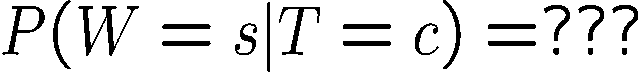 P(W = s|T = c) =???